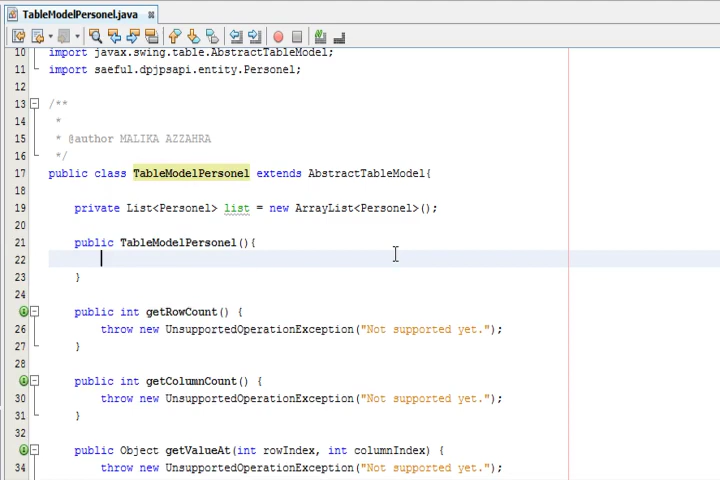 TableModelPersonel.java
10 import javax.swing.table.AbstractTableModel;
11 import saeful.dpjpsapi.entity.Personel;
12
13 /**
14 *
15 * @author MALIKA AZZAHRA
16 */
17 public class TableModelPersonel extends AbstractTableModel{
18
19 private List<Personel> list = new ArrayList<Personel>();
20
21 public TableModelPersonel(){
22
23 }
24
public int getRowCount() {
26 throw new UnsupportedOperationException("Not supported yet.");
27 }
28
public int getColumnCount() {
30 throw new UnsupportedOperationException("Not supported yet.");
31 }
32
public Object getValueAt(int rowIndex, int columnIndex) {
34 throw new UnsupportedOperationException("Not supported yet.");